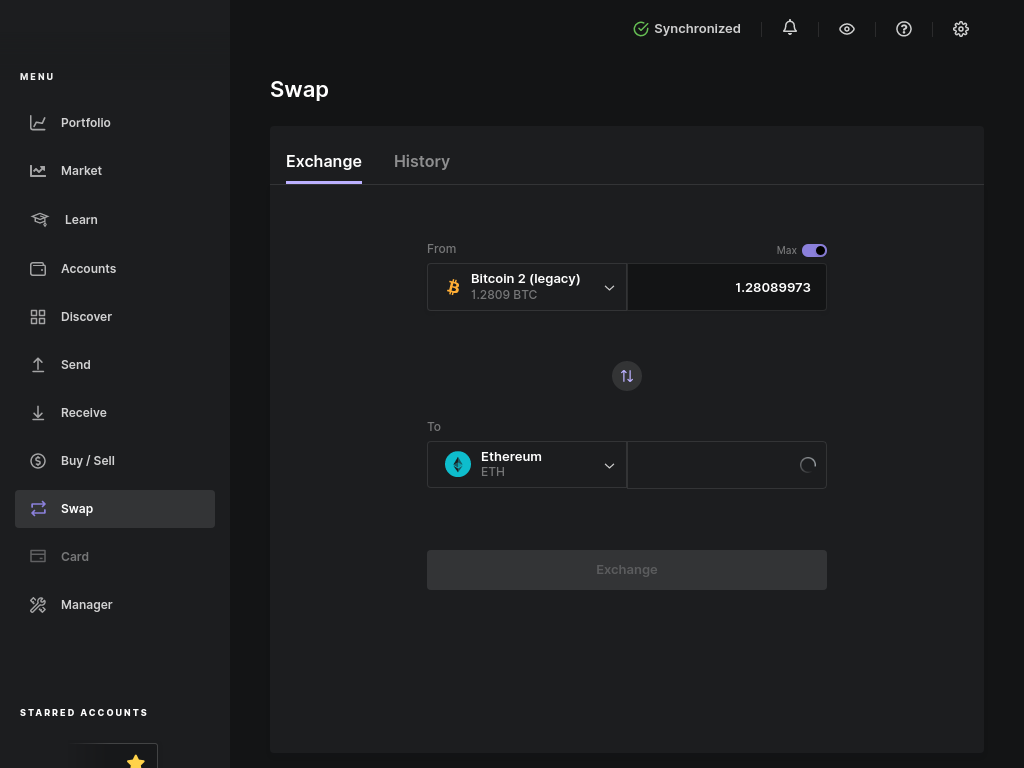 Synchronized
MENU
Portfolio
Market
Learn
Accounts
Discover
Send
Receive
Buy / Sell
Swap
Card
Manager
STARRED ACCOUNTS
Swap
Exchange
History
From
Max
Bitcoin 2 (legacy)
1.2809 BTC
1.28089973
To
Ethereum
ETH
Exchange